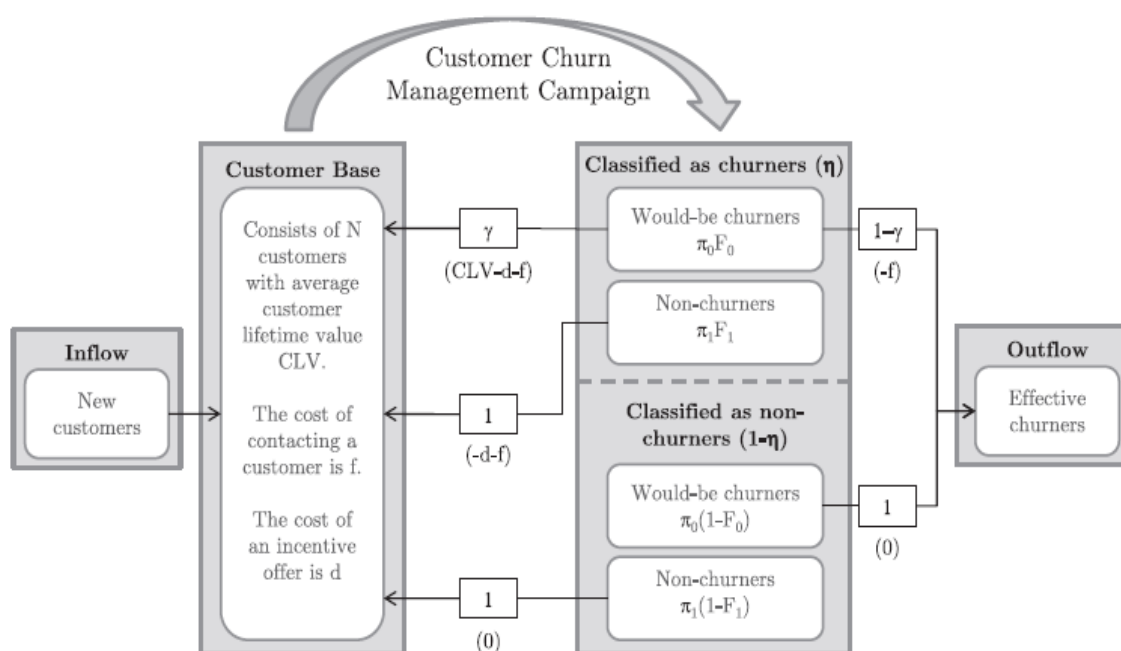 Customer Churn
Management Campaign
Customer Base
Consists of N
customers
with average
customer
lifetime value
CLV.
The cost of
contacting a
customer is f.
The cost of
an incentive
offer is d
Inflow
New
customers
γ
(CLV-d-f)
1
(-d-f)
1
(0)
Classified as churners (η)
Would-be churners
π₀F₀
Non-churners
π₁F₁
Classified as non-
churners (1-η)
Would-be churners
π₀(1-F₀)
Non-churners
π₁(1-F₁)
1-γ
(-f)
1
(0)
Outflow
Effective
churners